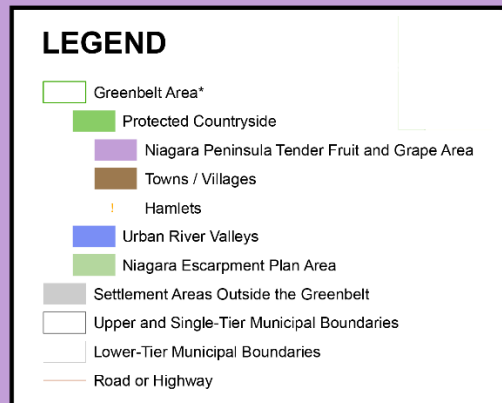 LEGEND
Greenbelt Area*
Protected Countryside
Niagara Peninsula Tender Fruit and Grape Area
Towns / Villages
! Hamlets
Urban River Valleys
Niagara Escarpment Plan Area
Settlement Areas Outside the Greenbelt
Upper and Single-Tier Municipal Boundaries
Lower-Tier Municipal Boundaries
Road or Highway